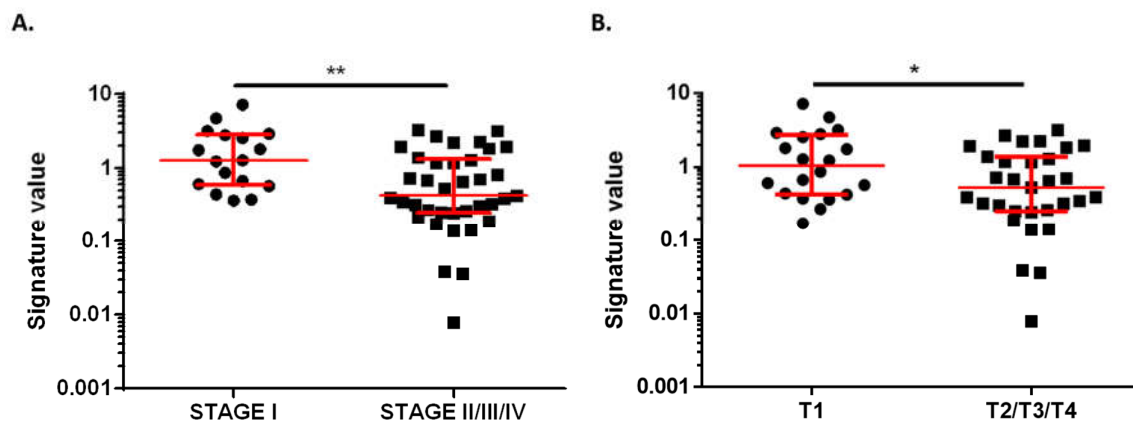 A.
**
Signature value
10
1
0.1
0.01
0.001
STAGE I
STAGE II/III/IV
B.
*
Signature value
10
1
0.1
0.01
0.001
T1
T2/T3/T4